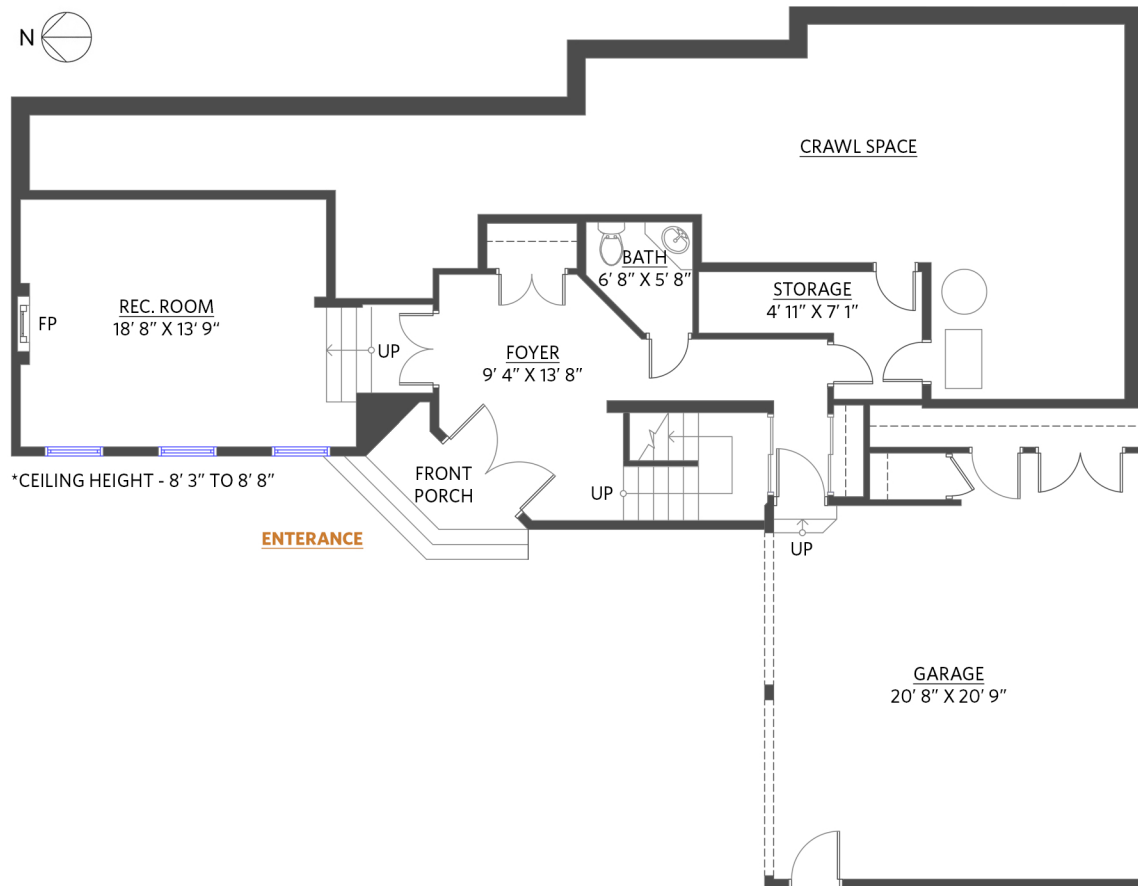 N
CRAWL SPACE
BATH
6' 8" X 5' 8"
STORAGE
4' 11" X 7' 1"
REC. ROOM
18' 8" X 13' 9"
FP
UP
FOYER
9' 4" X 13' 8"
*CEILING HEIGHT - 8' 3" TO 8' 8"
FRONT
PORCH
UP
ENTERANCE
UP
GARAGE
20' 8" X 20' 9"